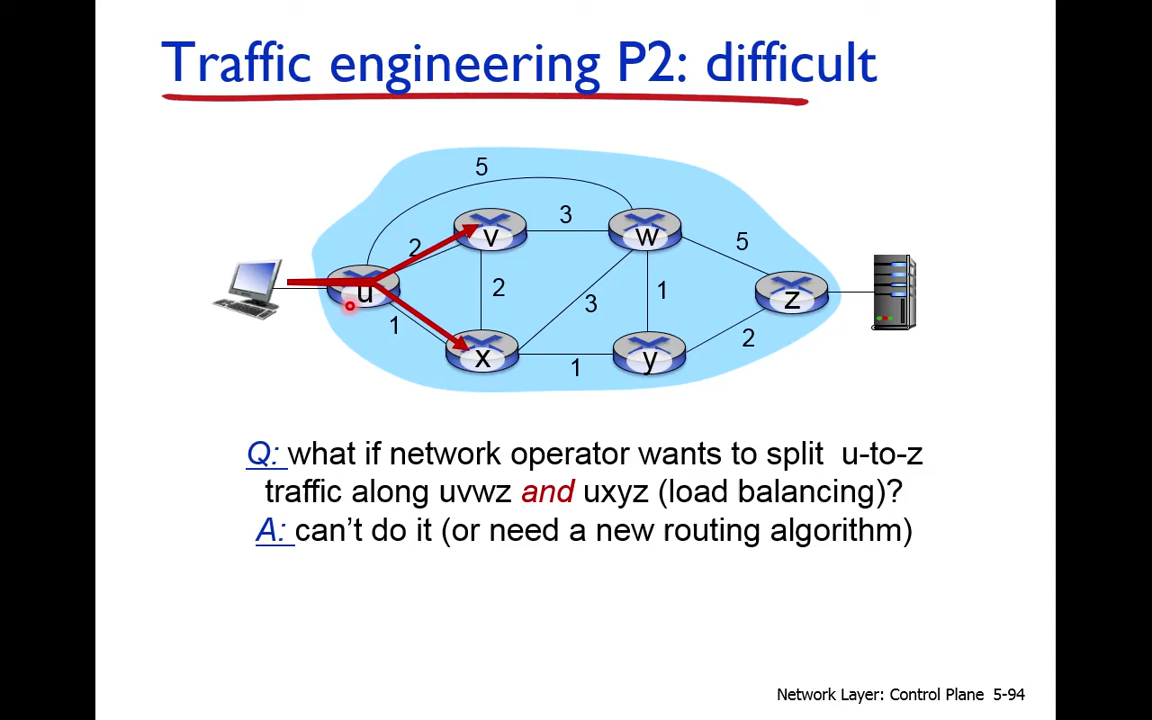 Traffic engineering P2: difficult
5
3
v
w
2
5
u
2
3
1
z
1
2
x
1
y
Q: what if network operator wants to split u-to-z
traffic along uvwz and uxyz (load balancing)?
A: can't do it (or need a new routing algorithm)
Network Layer: Control Plane 5-94